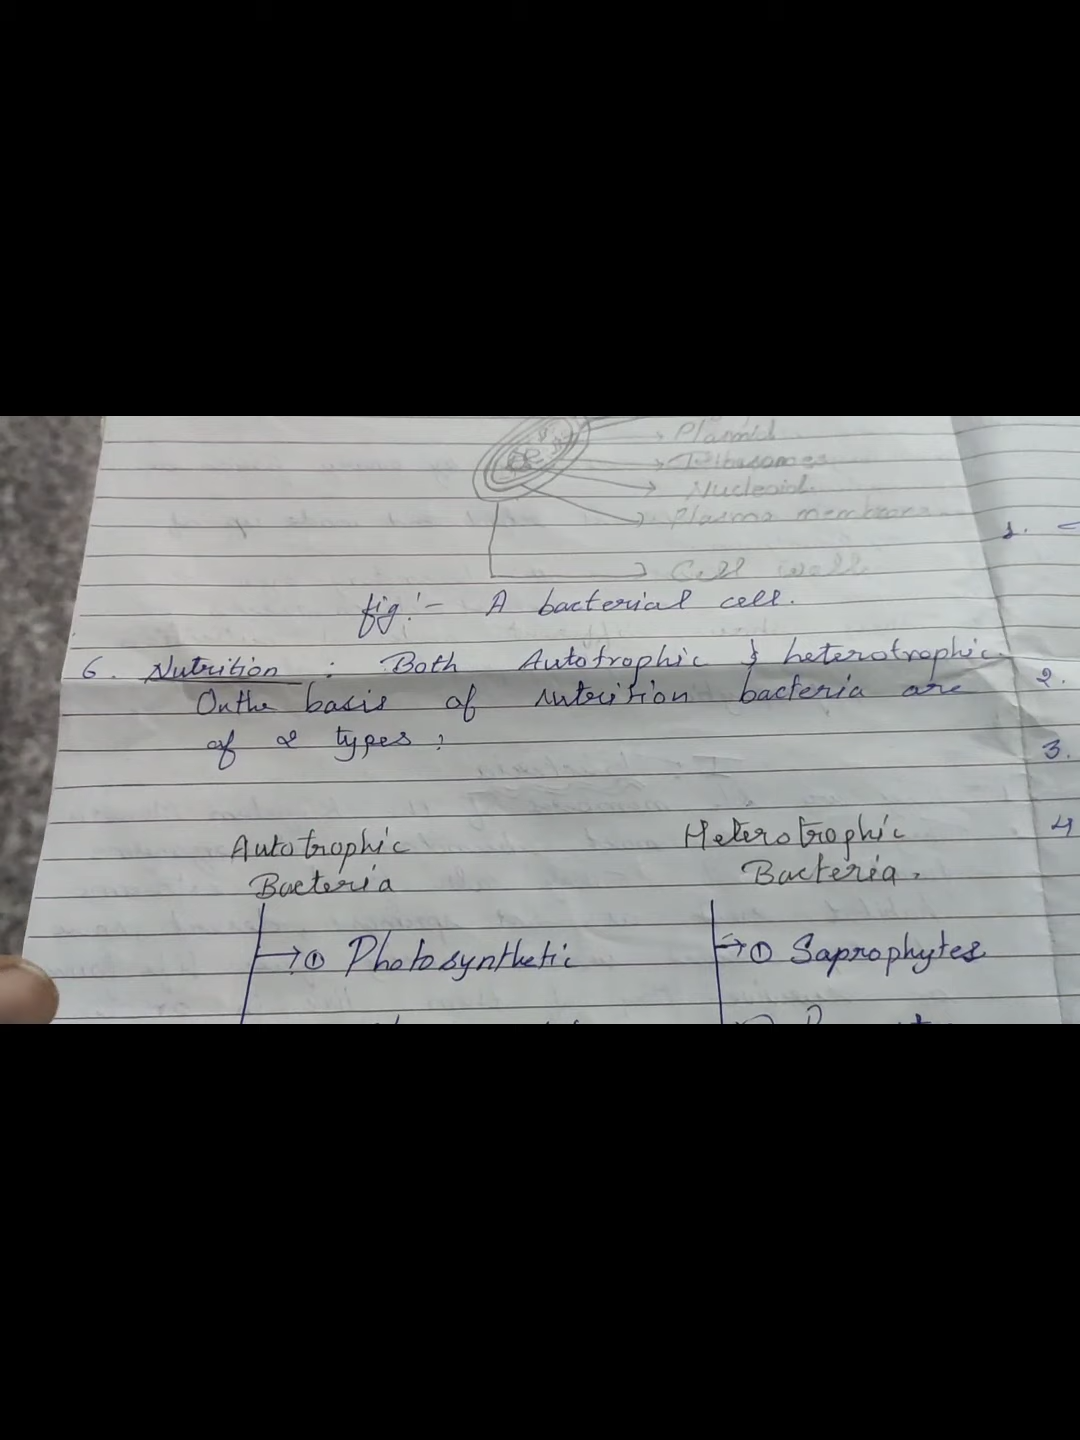 Plasmid
Ribosomes
Nucleoid
Plasma membrane
Cell wall
fig:- A bacterial cell.
6. Nutrition : Both Autotrophic & heterotrophic.
On the basis of nutrition bacteria are
of 2 types:
Autotrophic
Bacteria
Heterotrophic
Bacteria.
→ ① Photosynthetic
→ ① Saprophytes
1.
2.
3.
4